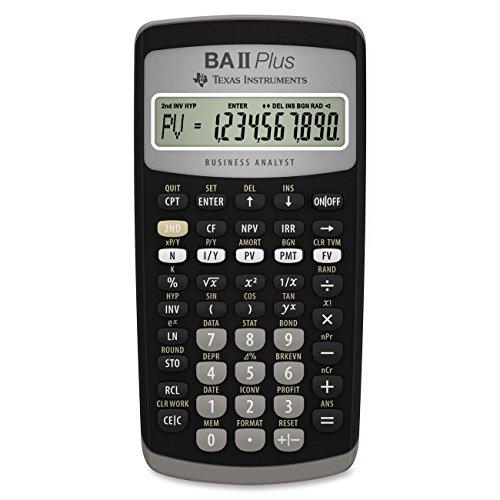 BA II Plus
TEXAS INSTRUMENTS
2nd INV HYP ENTER ↑↓ DEL INS BGN RAD ◁
PV = 1,234,567,890.
BUSINESS ANALYST
QUIT SET DEL INS
CPT ENTER ↑ ↓ ON|OFF
2ND CF NPV IRR →
xP/Y P/Y AMORT BGN CLR TVM
N I/Y PV PMT FV
K RAND
% √x x² 1/x ÷
HYP SIN COS TAN x!
INV ( ) yˣ ×
eˣ DATA STAT BOND nPr
LN 7 8 9 −
ROUND DEPR Δ% BRKEVN nCr
STO 4 5 6 +
DATE ICONV PROFIT ANS
RCL 1 2 3 =
CLR WORK MEM FORMAT RESET
CE|C 0 . +|−